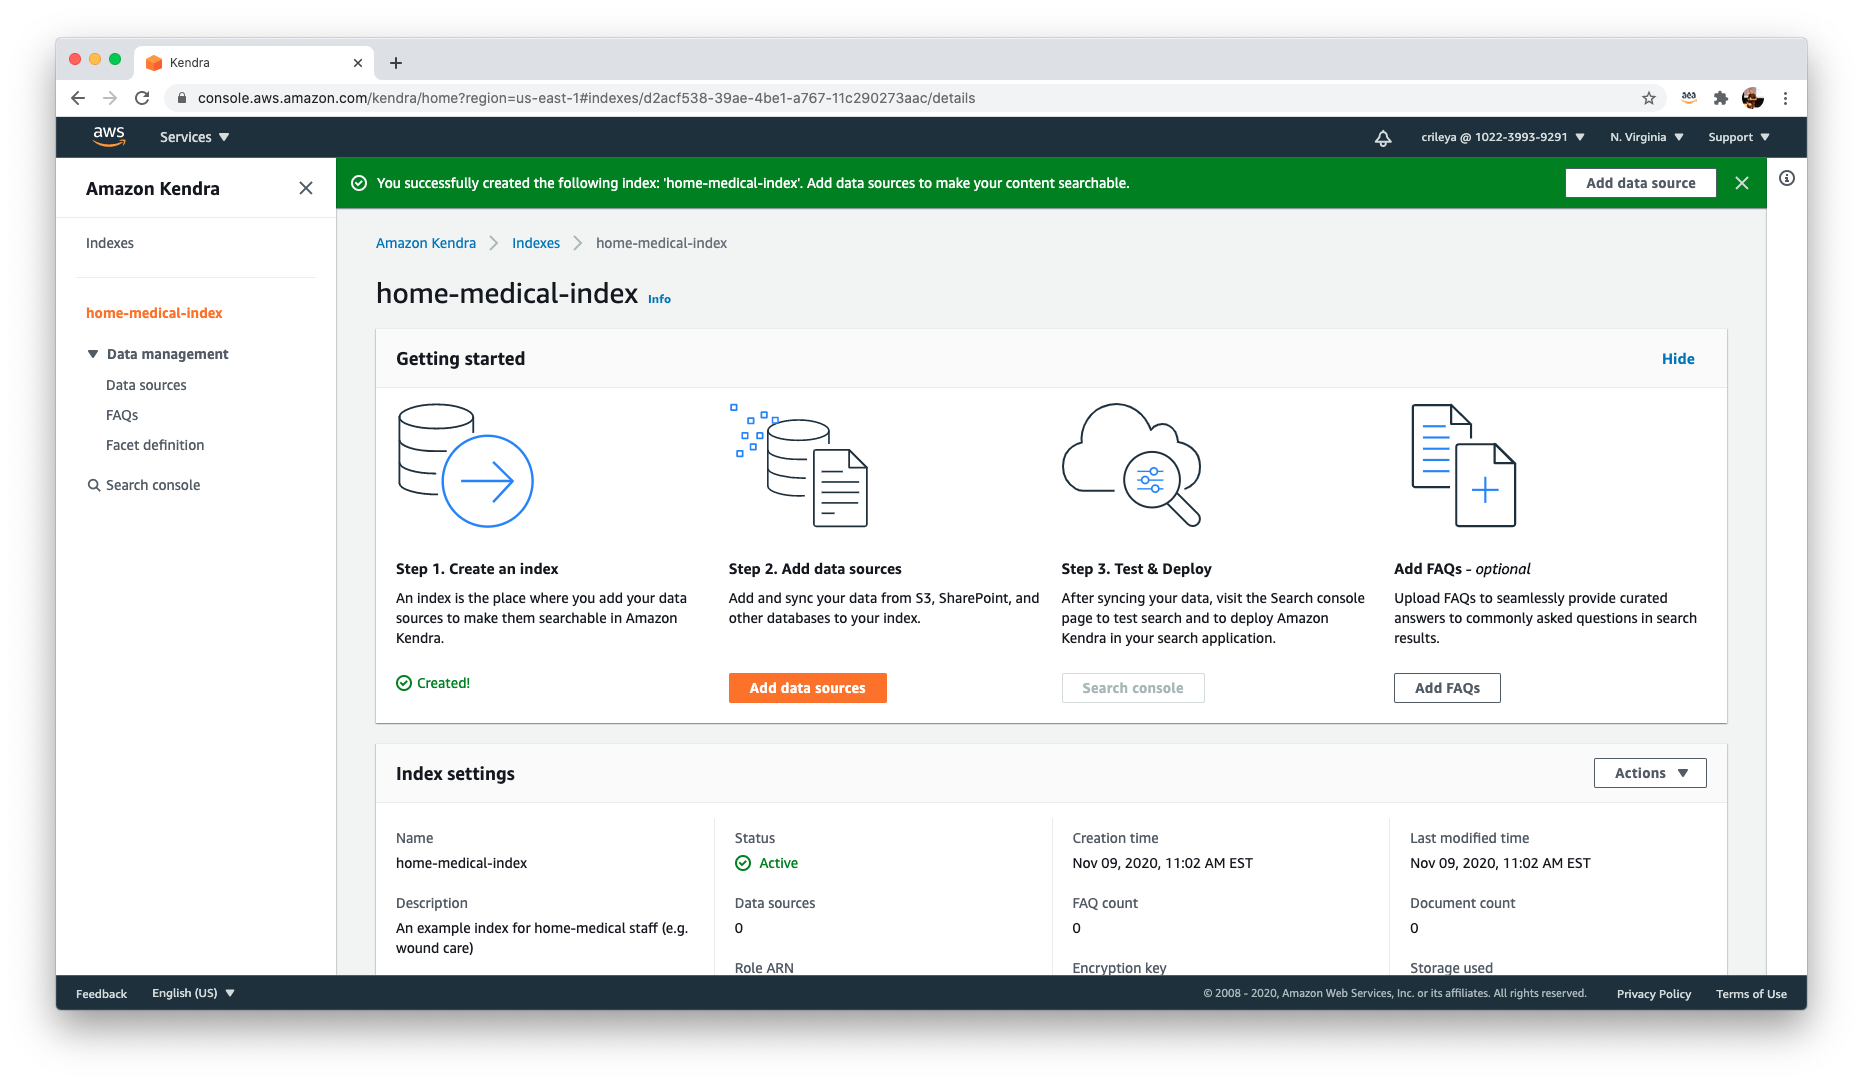 Kendra
console.aws.amazon.com/kendra/home?region=us-east-1#indexes/d2acf538-39ae-4be1-a767-11c290273aac/details
aws
Services
crileya @ 1022-3993-9291
N. Virginia
Support
Amazon Kendra
You successfully created the following index: 'home-medical-index'. Add data sources to make your content searchable.
Add data source
Indexes
home-medical-index
Data management
Data sources
FAQs
Facet definition
Search console
Amazon Kendra
Indexes
home-medical-index
home-medical-index Info
Getting started
Hide
Step 1. Create an index
An index is the place where you add your data
sources to make them searchable in Amazon
Kendra.
Created!
Step 2. Add data sources
Add and sync your data from S3, SharePoint, and
other databases to your index.
Add data sources
Step 3. Test & Deploy
After syncing your data, visit the Search console
page to test search and to deploy Amazon
Kendra in your search application.
Search console
Add FAQs - optional
Upload FAQs to seamlessly provide curated
answers to commonly asked questions in search
results.
Add FAQs
Index settings
Actions
Name
home-medical-index
Description
An example index for home-medical staff (e.g.
wound care)
Status
Active
Data sources
0
Role ARN
Creation time
Nov 09, 2020, 11:02 AM EST
FAQ count
0
Encryption key
Last modified time
Nov 09, 2020, 11:02 AM EST
Document count
0
Storage used
Feedback
English (US)
© 2008 - 2020, Amazon Web Services, Inc. or its affiliates. All rights reserved.
Privacy Policy
Terms of Use